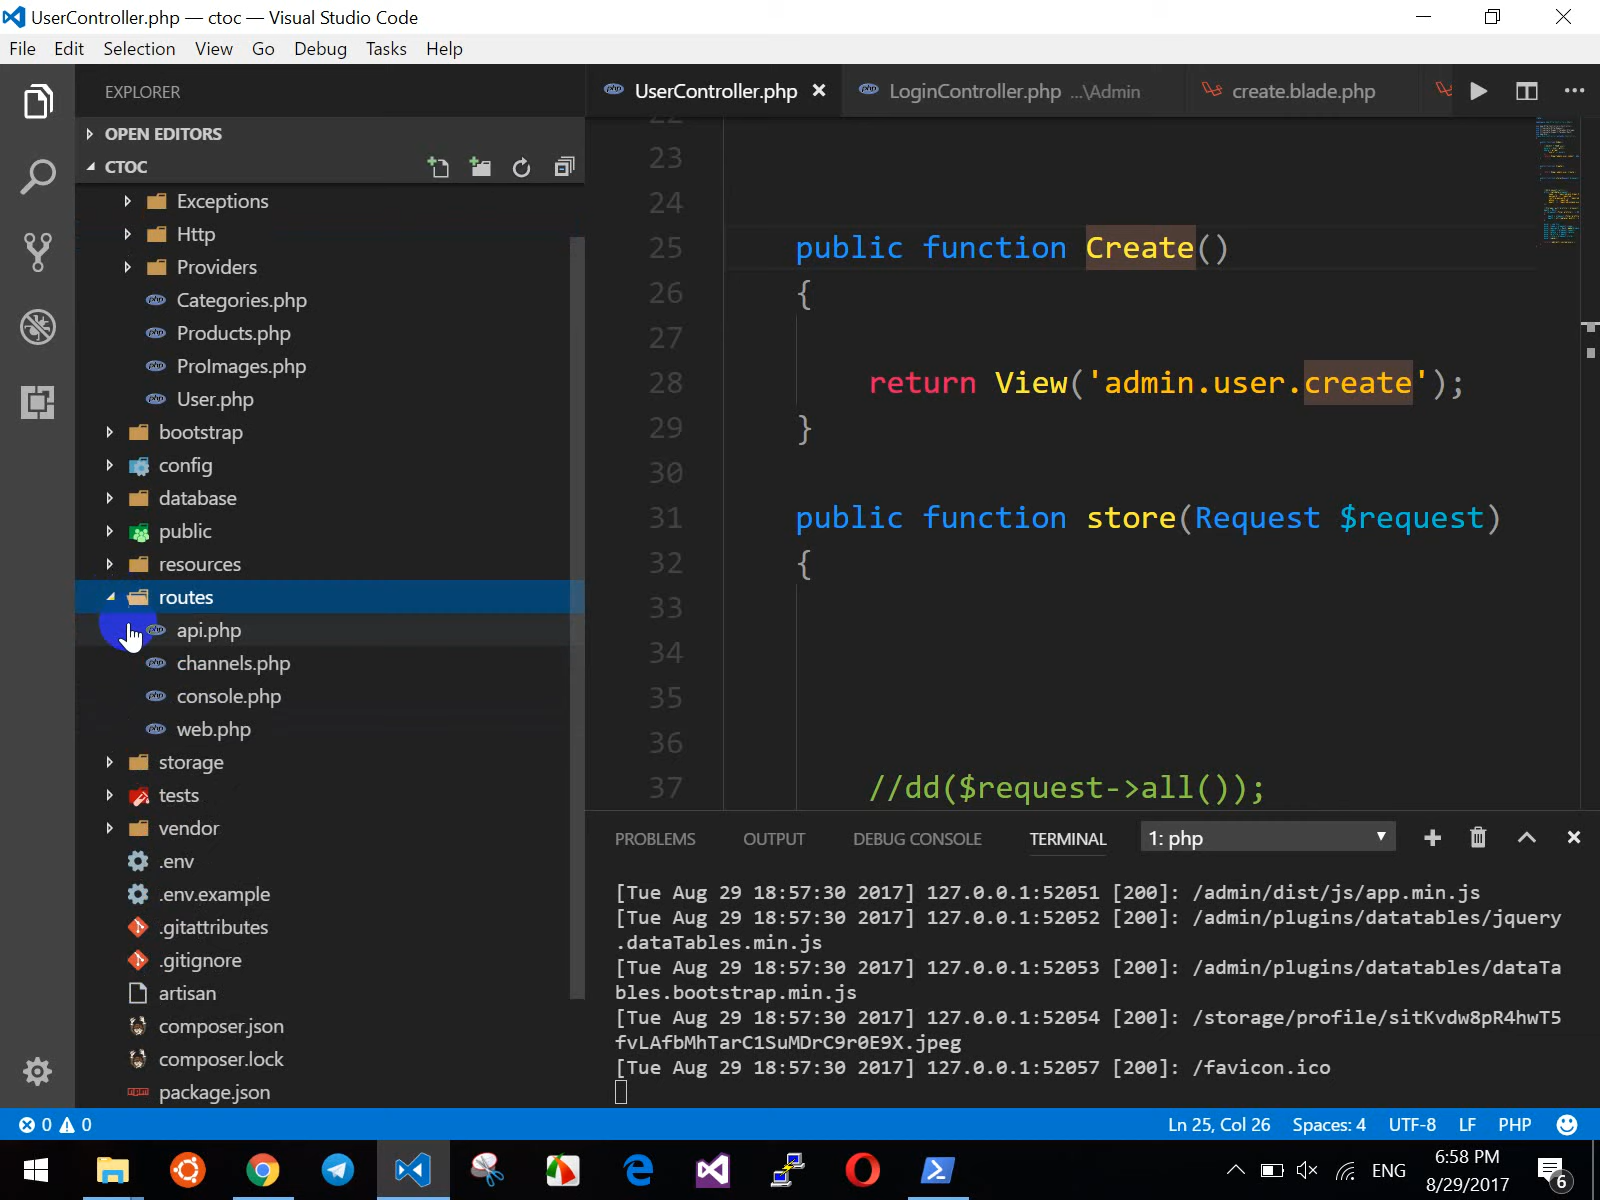 UserController.php — ctoc — Visual Studio Code
File Edit Selection View Go Debug Tasks Help
EXPLORER
OPEN EDITORS
CTOC
Exceptions
Http
Providers
Categories.php
Products.php
ProImages.php
User.php
bootstrap
config
database
public
resources
routes
api.php
channels.php
console.php
web.php
storage
tests
vendor
.env
.env.example
.gitattributes
.gitignore
artisan
composer.json
composer.lock
package.json
UserController.php LoginController.php ...\Admin create.blade.php
22
23
24
25 public function Create()
26 {
27
28 return View('admin.user.create');
29 }
30
31 public function store(Request $request)
32 {
33
34
35
36
37 //dd($request->all());
PROBLEMS OUTPUT DEBUG CONSOLE TERMINAL 1: php
[Tue Aug 29 18:57:30 2017] 127.0.0.1:52051 [200]: /admin/dist/js/app.min.js
[Tue Aug 29 18:57:30 2017] 127.0.0.1:52052 [200]: /admin/plugins/datatables/jquery
.dataTables.min.js
[Tue Aug 29 18:57:30 2017] 127.0.0.1:52053 [200]: /admin/plugins/datatables/dataTa
bles.bootstrap.min.js
[Tue Aug 29 18:57:30 2017] 127.0.0.1:52054 [200]: /storage/profile/sitKvdw8pR4hwT5
fvLAfbMhTarC1SuMDrC9r0E9X.jpeg
[Tue Aug 29 18:57:30 2017] 127.0.0.1:52057 [200]: /favicon.ico
0 0 Ln 25, Col 26 Spaces: 4 UTF-8 LF PHP
ENG
6:58 PM
8/29/2017
6